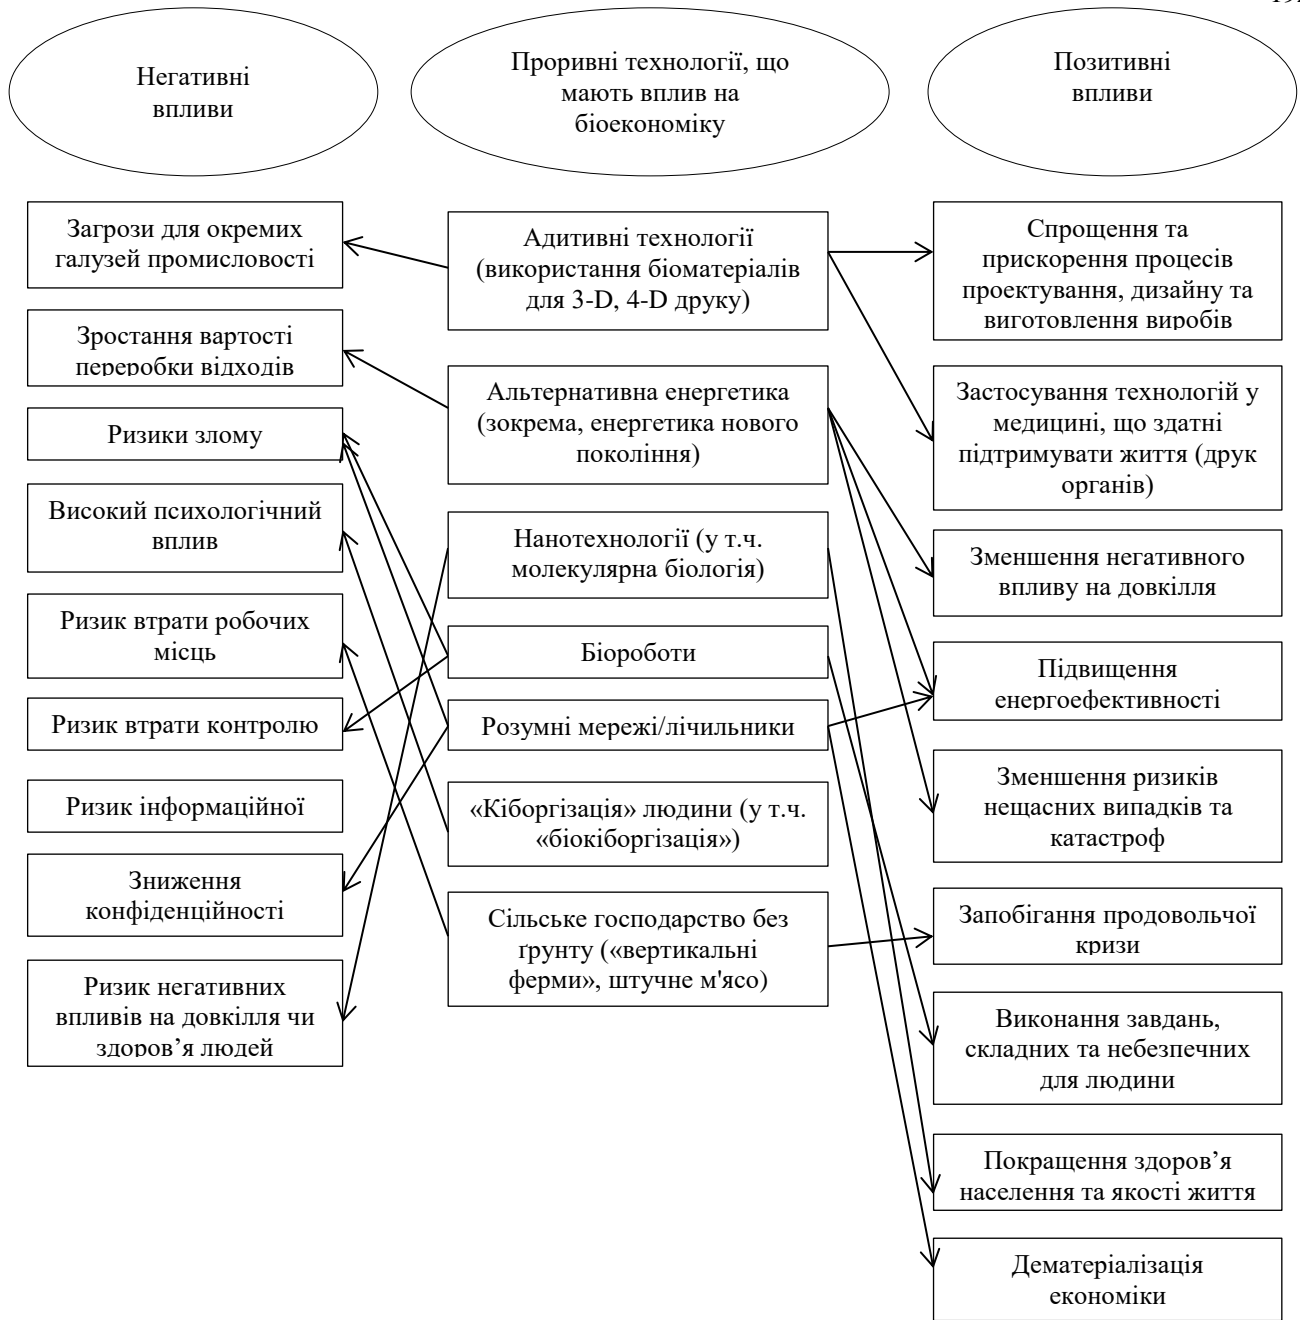 Негативні
впливи
Проривні технології, що
мають вплив на
біоекономіку
Позитивні
впливи
Загрози для окремих
галузей промисловості
Зростання вартості
переробки відходів
Ризики злому
Високий психологічний
вплив
Ризик втрати робочих
місць
Ризик втрати контролю
Ризик інформаційної
Зниження
конфіденційності
Ризик негативних
впливів на довкілля чи
здоров’я людей
Адитивні технології
(використання біоматеріалів
для 3-D, 4-D друку)
Альтернативна енергетика
(зокрема, енергетика нового
покоління)
Нанотехнології (у т.ч.
молекулярна біологія)
Біороботи
Розумні мережі/лічильники
«Кіборгізація» людини (у т.ч.
«біокіборгізація»)
Сільське господарство без
ґрунту («вертикальні
ферми», штучне м'ясо)
Спрощення та
прискорення процесів
проектування, дизайну та
виготовлення виробів
Застосування технологій у
медицині, що здатні
підтримувати життя (друк
органів)
Зменшення негативного
впливу на довкілля
Підвищення
енергоефективності
Зменшення ризиків
нещасних випадків та
катастроф
Запобігання продовольчої
кризи
Виконання завдань,
складних та небезпечних
для людини
Покращення здоров’я
населення та якості життя
Дематеріалізація
економіки